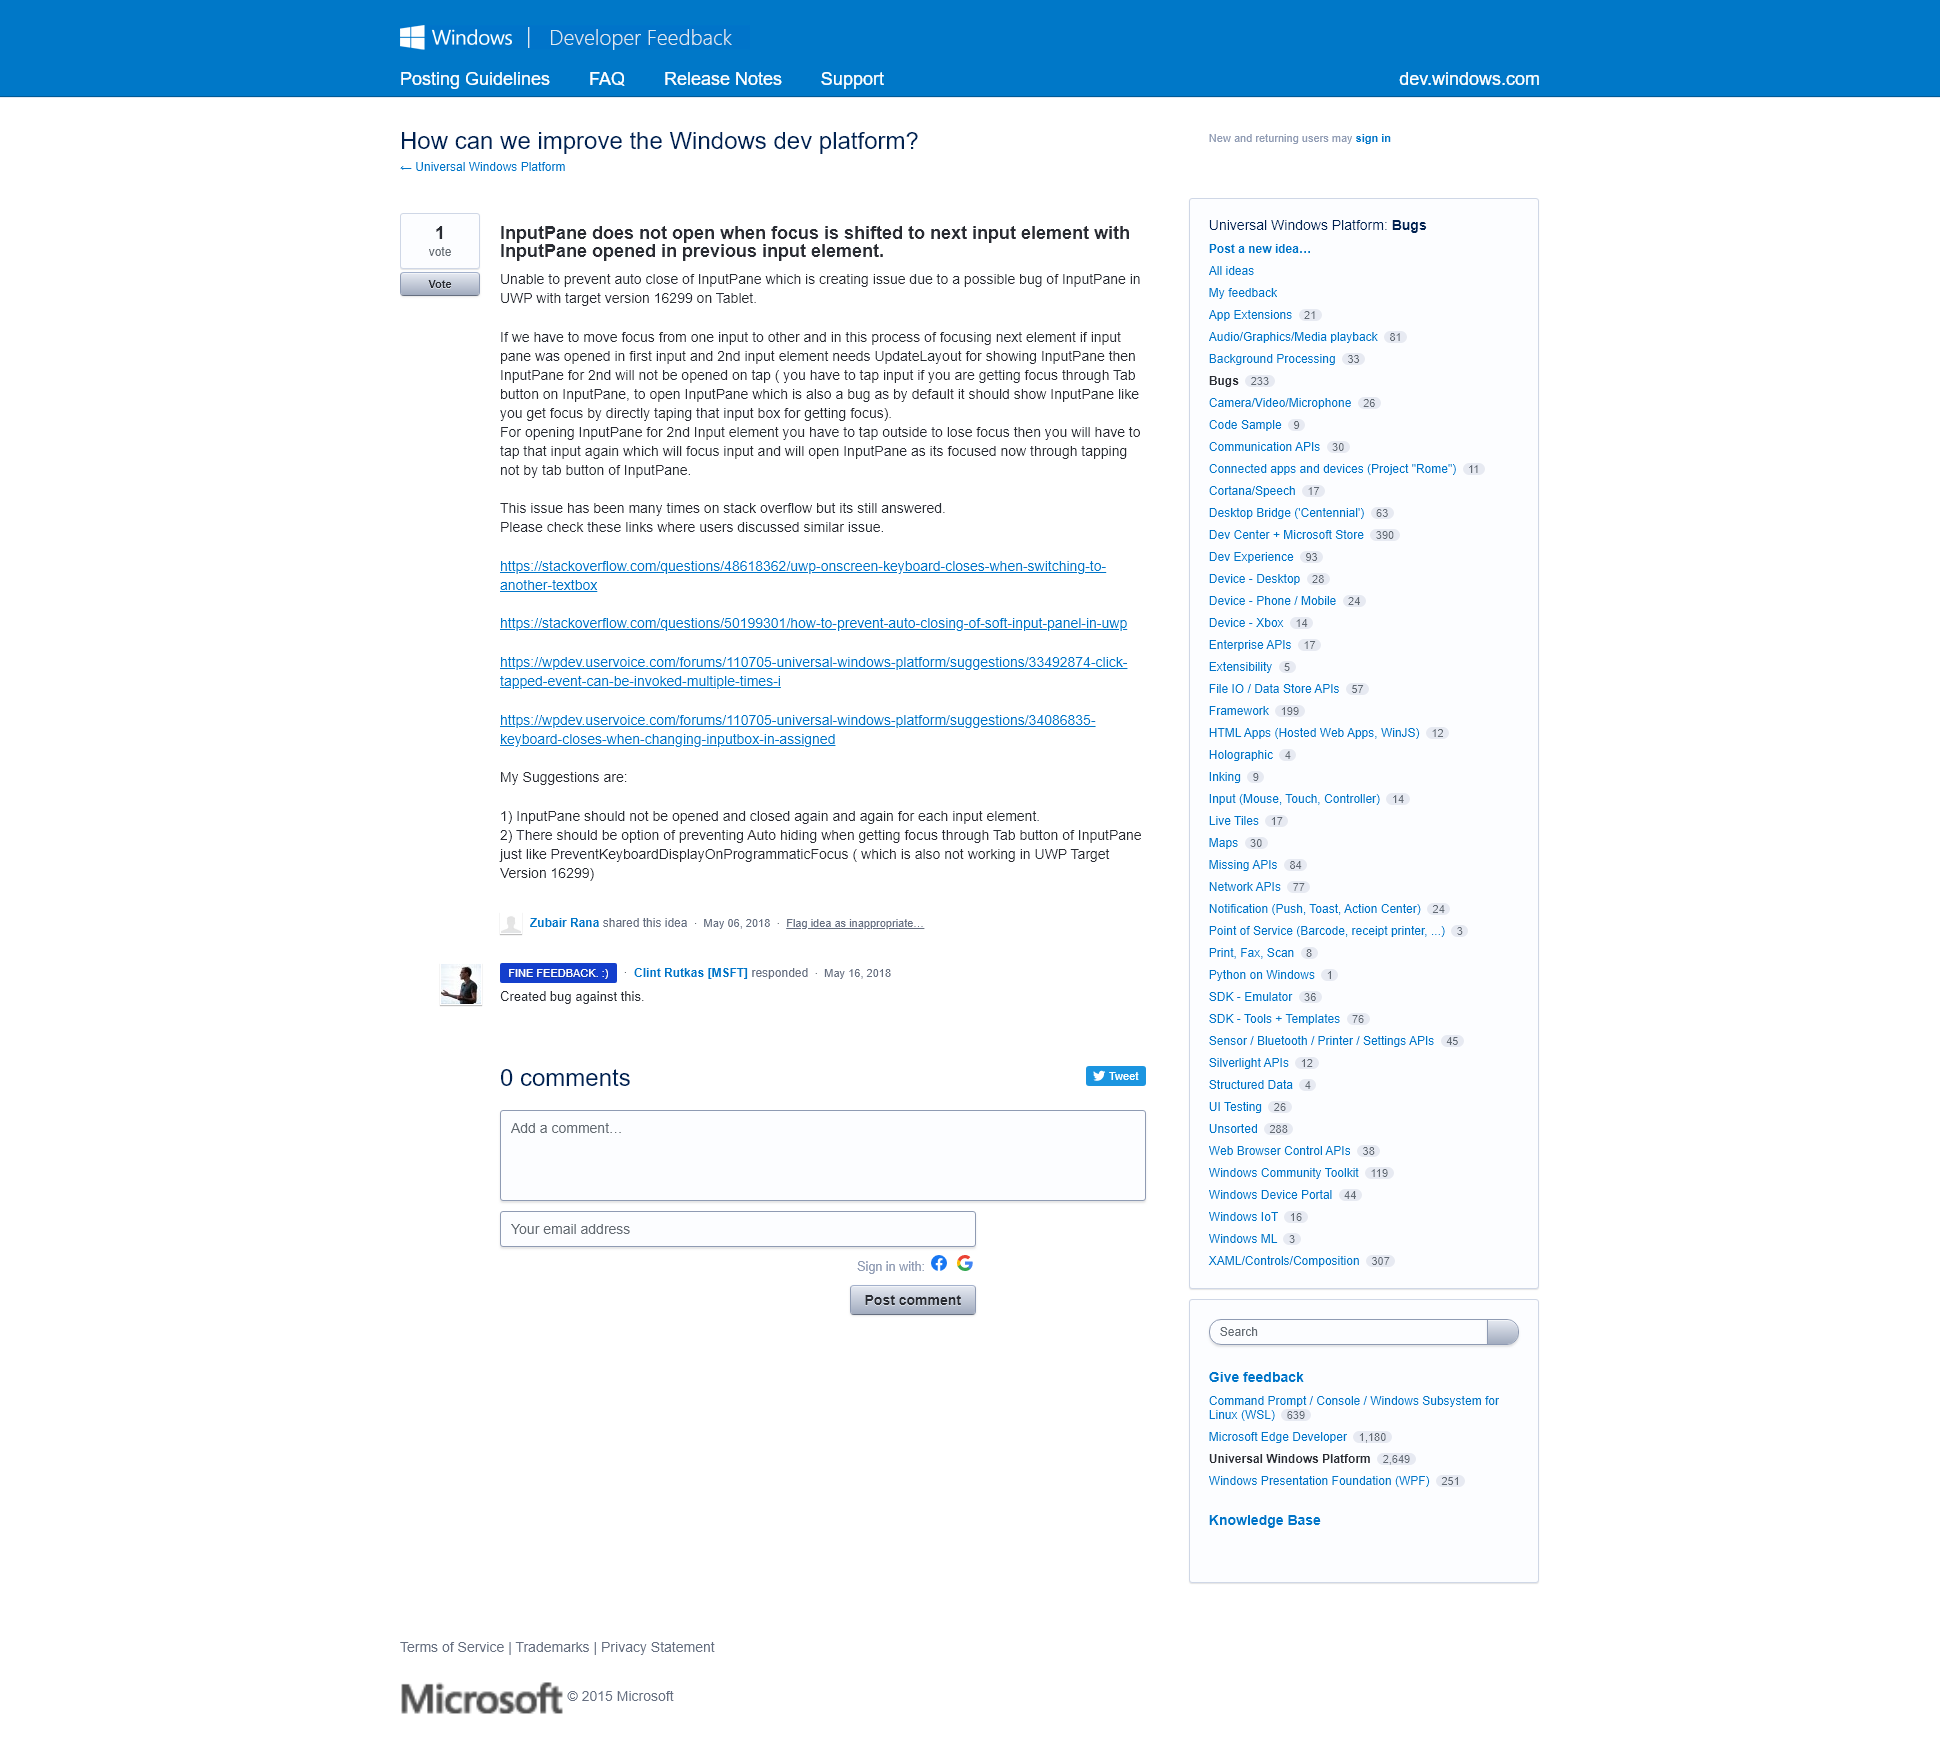 Windows | Developer Feedback
Posting Guidelines FAQ Release Notes Support dev.windows.com
How can we improve the Windows dev platform?
← Universal Windows Platform
New and returning users may sign in
1
vote
Vote
InputPane does not open when focus is shifted to next input element with
InputPane opened in previous input element.
Unable to prevent auto close of InputPane which is creating issue due to a possible bug of InputPane in
UWP with target version 16299 on Tablet.
If we have to move focus from one input to other and in this process of focusing next element if input
pane was opened in first input and 2nd input element needs UpdateLayout for showing InputPane then
InputPane for 2nd will not be opened on tap ( you have to tap input if you are getting focus through Tab
button on InputPane, to open InputPane which is also a bug as by default it should show InputPane like
you get focus by directly taping that input box for getting focus).
For opening InputPane for 2nd Input element you have to tap outside to lose focus then you will have to
tap that input again which will focus input and will open InputPane as its focused now through tapping
not by tab button of InputPane.
This issue has been many times on stack overflow but its still answered.
Please check these links where users discussed similar issue.
https://stackoverflow.com/questions/48618362/uwp-onscreen-keyboard-closes-when-switching-to-
another-textbox
https://stackoverflow.com/questions/50199301/how-to-prevent-auto-closing-of-soft-input-panel-in-uwp
https://wpdev.uservoice.com/forums/110705-universal-windows-platform/suggestions/33492874-click-
tapped-event-can-be-invoked-multiple-times-i
https://wpdev.uservoice.com/forums/110705-universal-windows-platform/suggestions/34086835-
keyboard-closes-when-changing-inputbox-in-assigned
My Suggestions are:
1) InputPane should not be opened and closed again and again for each input element.
2) There should be option of preventing Auto hiding when getting focus through Tab button of InputPane
just like PreventKeyboardDisplayOnProgrammaticFocus ( which is also not working in UWP Target
Version 16299)
Zubair Rana shared this idea · May 06, 2018 · Flag idea as inappropriate…
FINE FEEDBACK. :) · Clint Rutkas [MSFT] responded · May 16, 2018
Created bug against this.
0 comments
Tweet
Add a comment…
Your email address
Sign in with:
Post comment
Universal Windows Platform: Bugs
Post a new idea…
All ideas
My feedback
App Extensions 21
Audio/Graphics/Media playback 81
Background Processing 33
Bugs 233
Camera/Video/Microphone 26
Code Sample 9
Communication APIs 30
Connected apps and devices (Project "Rome") 11
Cortana/Speech 17
Desktop Bridge ('Centennial') 63
Dev Center + Microsoft Store 390
Dev Experience 93
Device - Desktop 28
Device - Phone / Mobile 24
Device - Xbox 14
Enterprise APIs 17
Extensibility 5
File IO / Data Store APIs 57
Framework 199
HTML Apps (Hosted Web Apps, WinJS) 12
Holographic 4
Inking 9
Input (Mouse, Touch, Controller) 14
Live Tiles 17
Maps 30
Missing APIs 84
Network APIs 77
Notification (Push, Toast, Action Center) 24
Point of Service (Barcode, receipt printer, ...) 3
Print, Fax, Scan 8
Python on Windows 1
SDK - Emulator 36
SDK - Tools + Templates 76
Sensor / Bluetooth / Printer / Settings APIs 45
Silverlight APIs 12
Structured Data 4
UI Testing 26
Unsorted 288
Web Browser Control APIs 38
Windows Community Toolkit 119
Windows Device Portal 44
Windows IoT 16
Windows ML 3
XAML/Controls/Composition 307
Search
Give feedback
Command Prompt / Console / Windows Subsystem for
Linux (WSL) 639
Microsoft Edge Developer 1,180
Universal Windows Platform 2,649
Windows Presentation Foundation (WPF) 251
Knowledge Base
Terms of Service | Trademarks | Privacy Statement
Microsoft © 2015 Microsoft